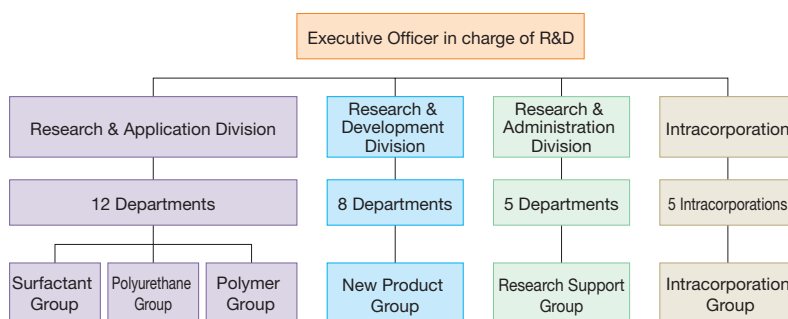 Executive Officer in charge of R&D
Research & Application Division
Research &
Development
Division
Research &
Administration
Division
Intracorporation
12 Departments
8 Departments
5 Departments
5 Intracorporations
Surfactant
Group
Polyurethane
Group
Polymer
Group
New Product
Group
Research Support
Group
Intracorporation
Group